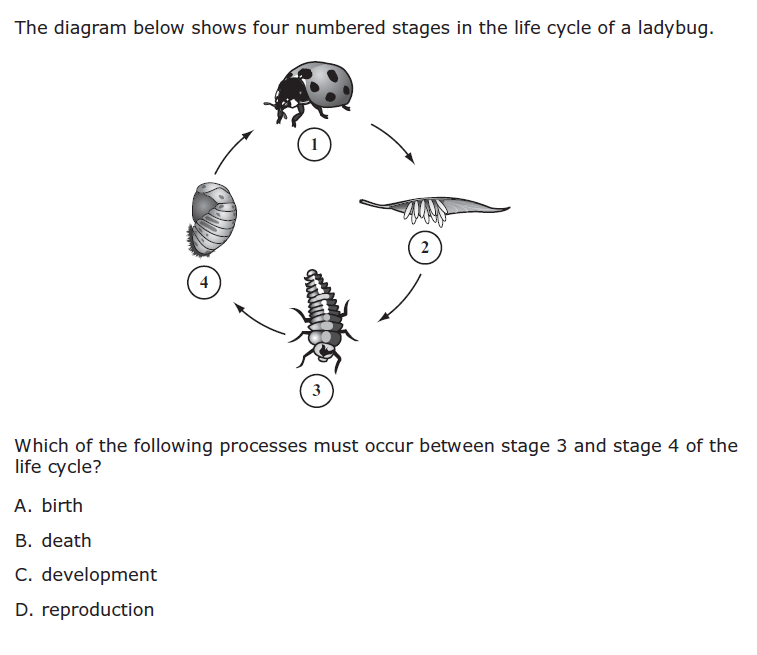 The diagram below shows four numbered stages in the life cycle of a ladybug.
1
2
4
3
Which of the following processes must occur between stage 3 and stage 4 of the
life cycle?
A. birth
B. death
C. development
D. reproduction